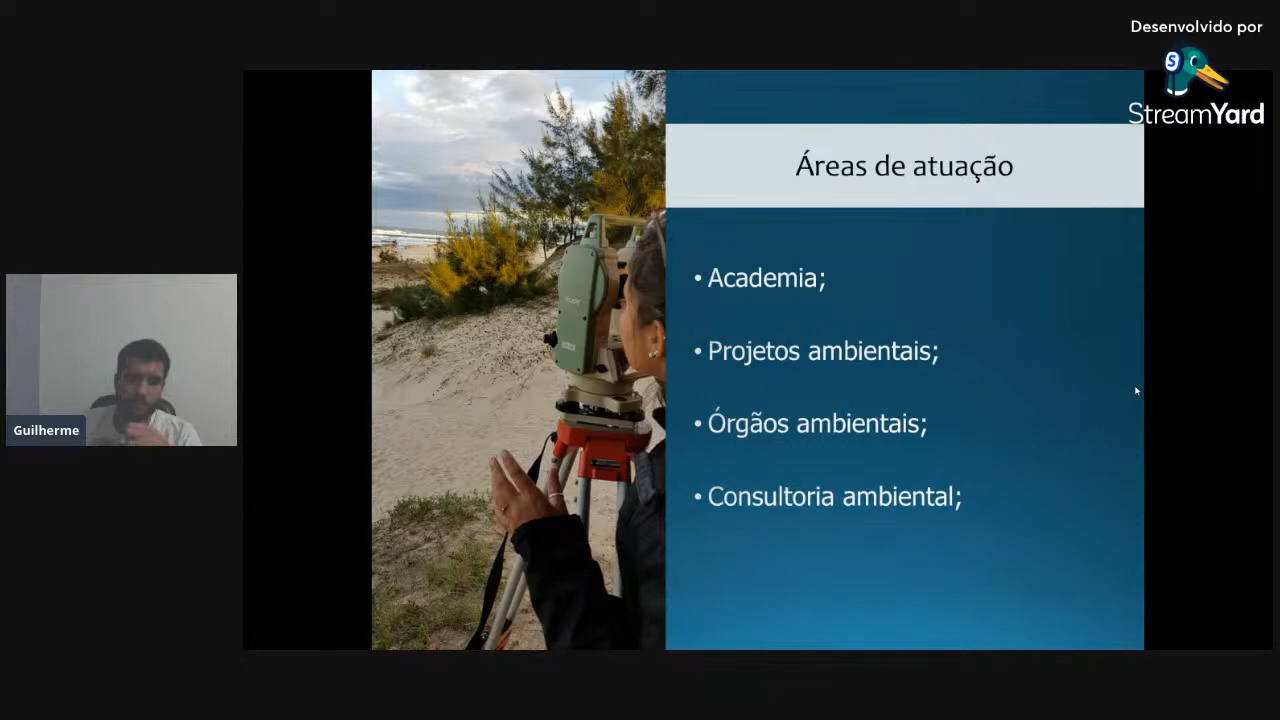 Desenvolvido por
StreamYard
Áreas de atuação
• Academia;
• Projetos ambientais;
• Órgãos ambientais;
• Consultoria ambiental;
Guilherme